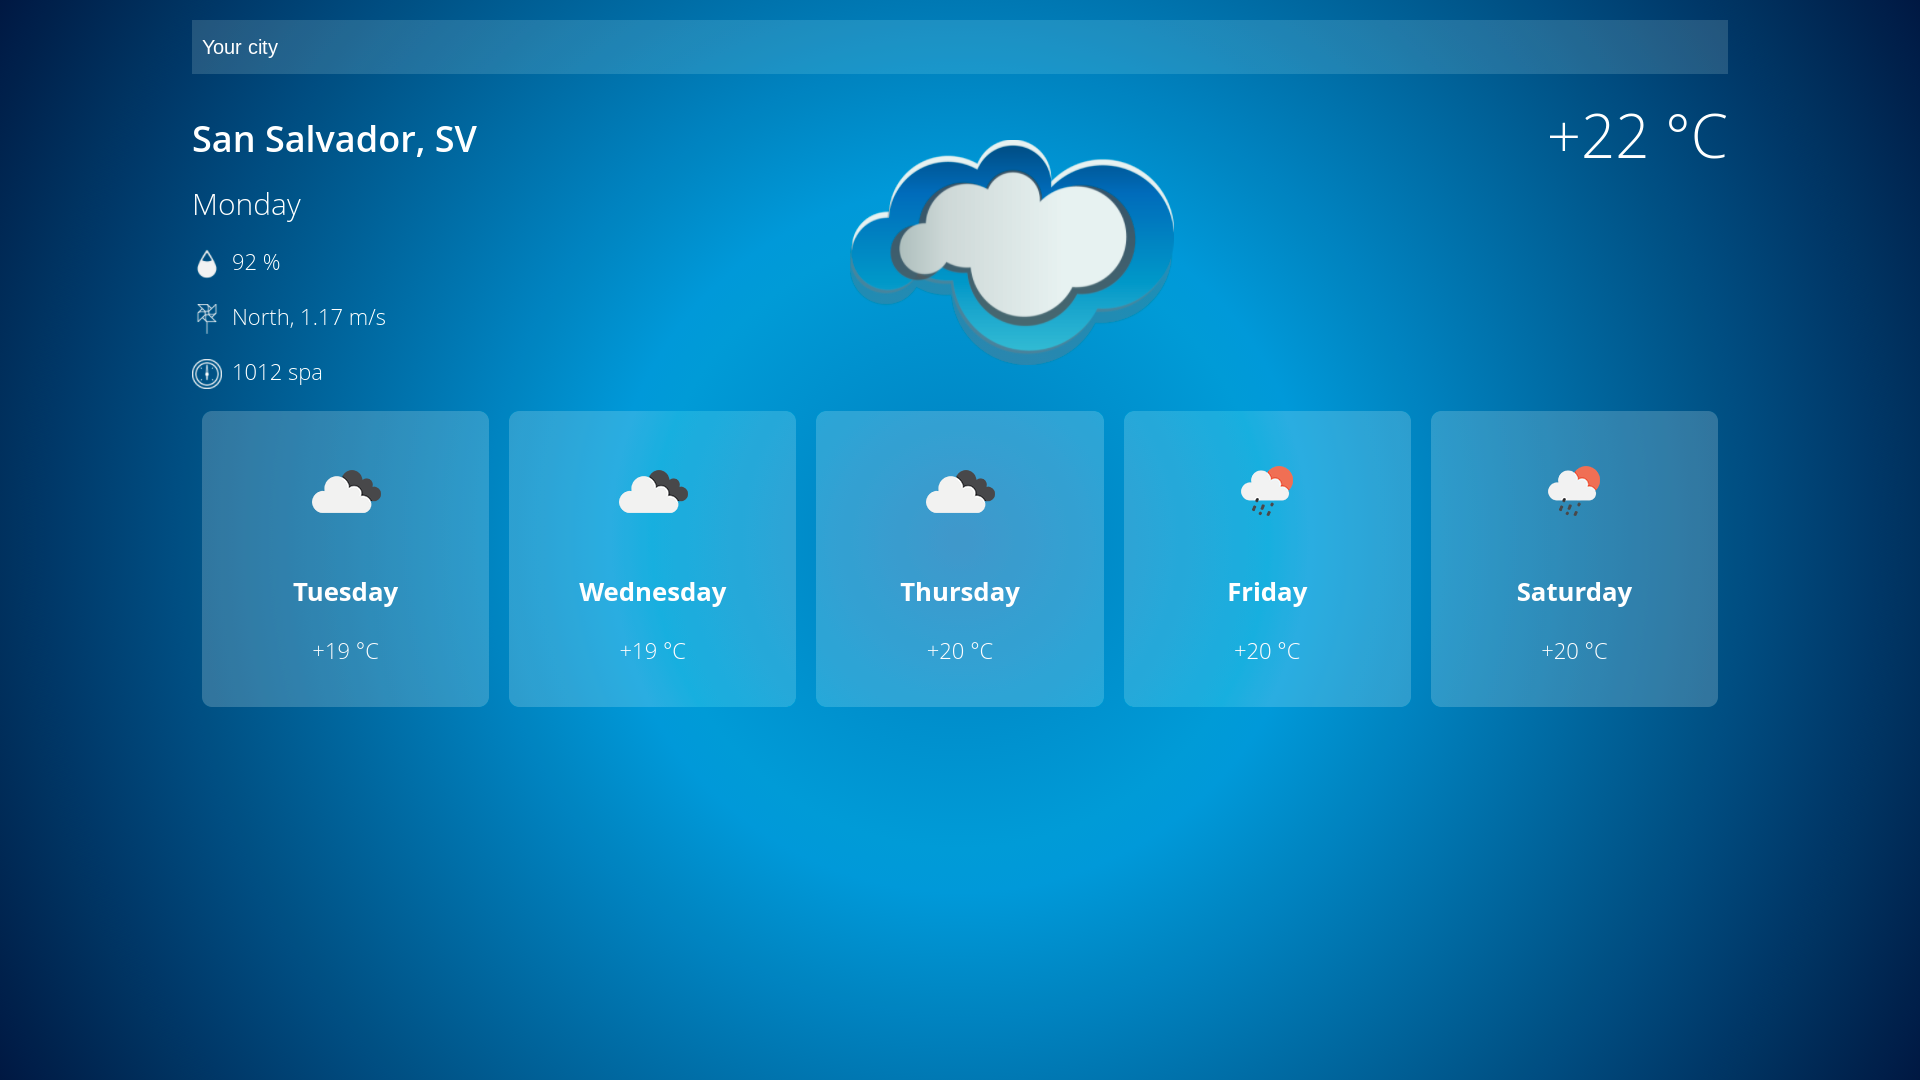 Your city
San Salvador, SV
+22 °C
Monday
92 %
North, 1.17 m/s
1012 spa
Tuesday
+19 °C
Wednesday
+19 °C
Thursday
+20 °C
Friday
+20 °C
Saturday
+20 °C